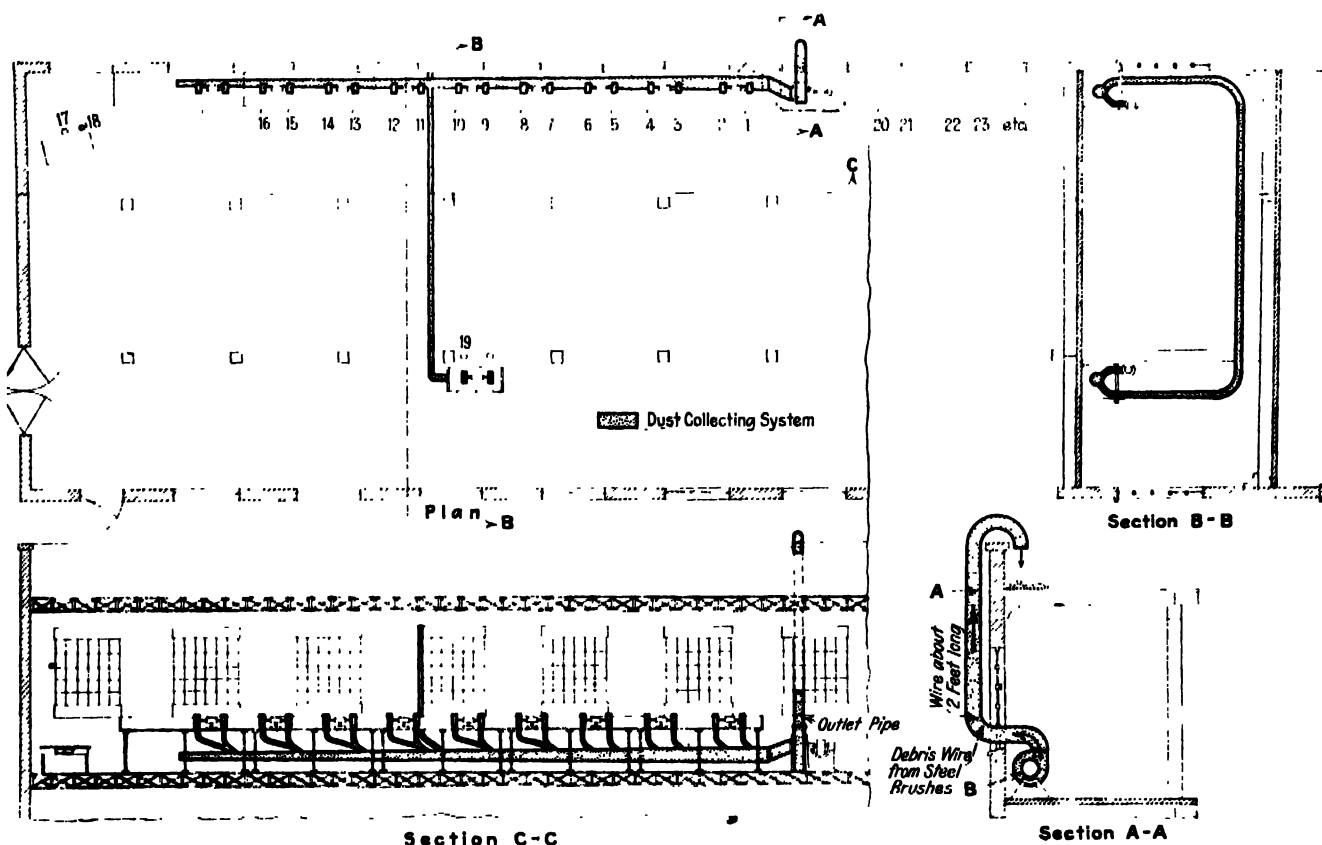 A
B
17 18
16 15 14 13 12 11 10 9 8 7 6 5 4 3 2 1
A
20 21 22 23 etc
C
19
Dust Collecting System
Plan
B
Section B-B
A
Wire about
2 Feet long
Outlet Pipe
Debris Wire
from Steel
Brushes
B
Section C-C
Section A-A